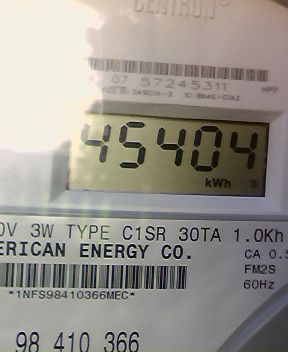 CENTRON®
07 57245311
45404
kWh
0V 3W TYPE C1SR 30TA 1.0Kh
ERICAN ENERGY CO. CA 0.5
FM2S
*1NFS98410366MEC* 60Hz
98 410 366